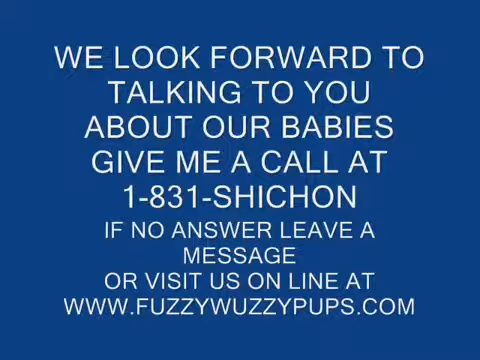 WE LOOK FORWARD TO
TALKING TO YOU
ABOUT OUR BABIES
GIVE ME A CALL AT
1-831-SHICHON
IF NO ANSWER LEAVE A
MESSAGE
OR VISIT US ON LINE AT
WWW.FUZZYWUZZYPUPS.COM